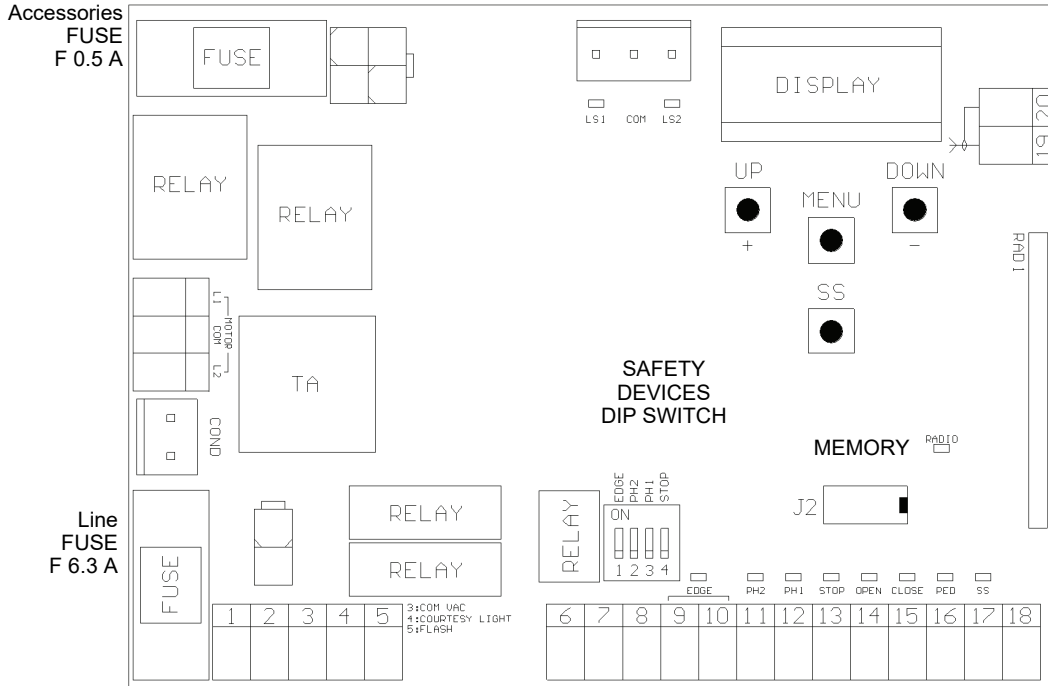 Accessories
FUSE
F 0.5 A
FUSE
LS1 COM LS2
DISPLAY
20
19
RELAY
RELAY
UP
+
MENU
DOWN
-
SS
RADI
L1
MOTOR
COM
L2
TA
COND
SAFETY
DEVICES
DIP SWITCH
MEMORY
RADIO
J2
Line
FUSE
F 6.3 A
FUSE
RELAY
RELAY
RELAY
EDGE
PH2
PH1
STOP
ON
1 2 3 4
EDGE PH2 PH1 STOP OPEN CLOSE PED SS
1 2 3 4 5
3:COM VAC
4:COURTESY LIGHT
5:FLASH
6 7 8 9 10 11 12 13 14 15 16 17 18